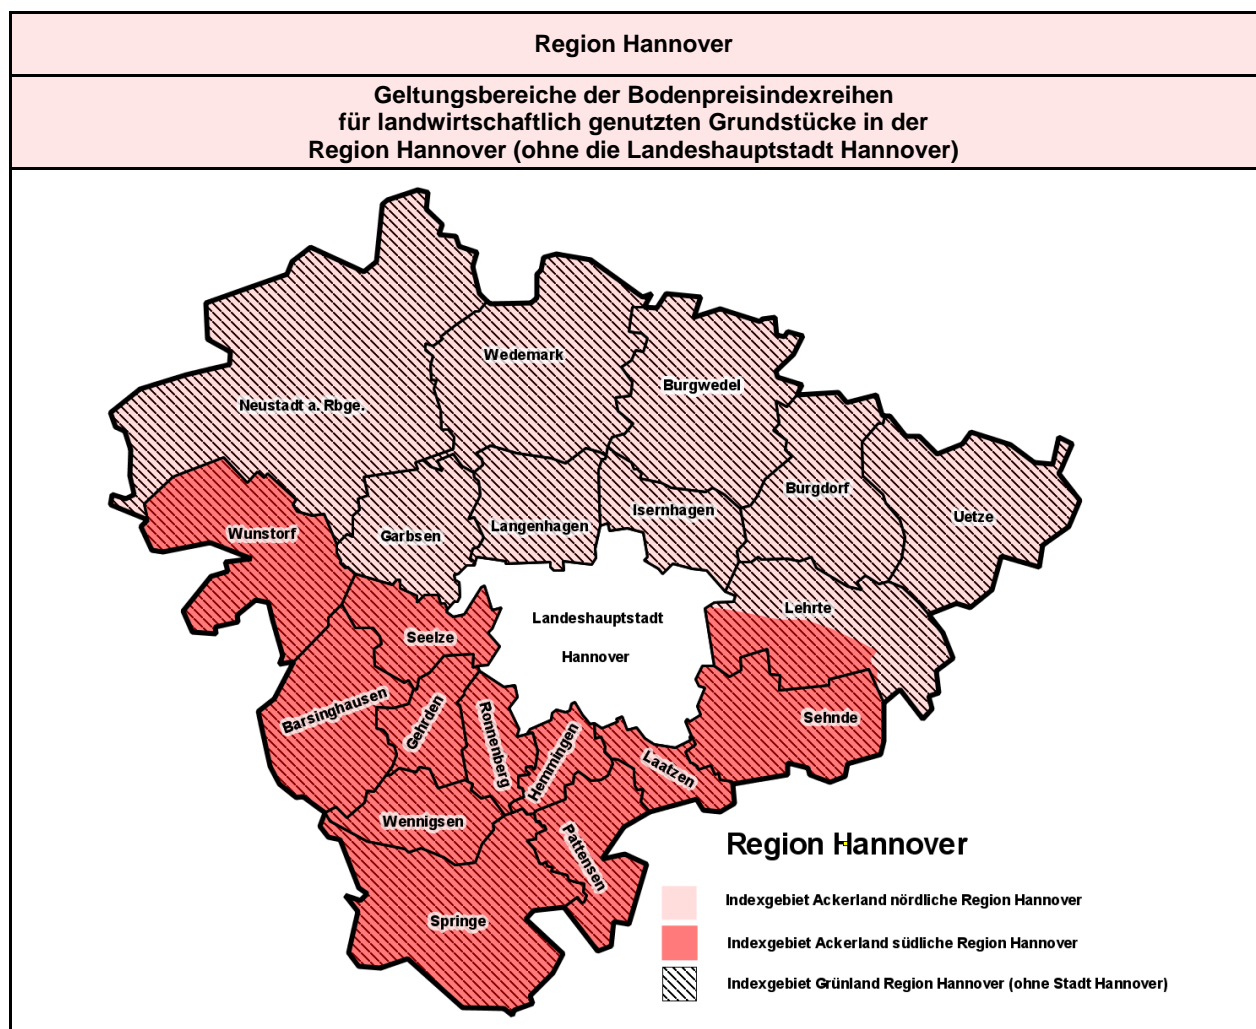 Region Hannover
Geltungsbereiche der Bodenpreisindexreihen
für landwirtschaftlich genutzten Grundstücke in der
Region Hannover (ohne die Landeshauptstadt Hannover)
Wedemark
Burgwedel
Neustadt a. Rbge.
Burgdorf
Uetze
Isernhagen
Langenhagen
Garbsen
Wunstorf
Lehrte
Landeshauptstadt
Hannover
Seelze
Barsinghausen
Gehrden
Ronnenberg
Hemmingen
Laatzen
Sehnde
Wennigsen
Pattensen
Springe
Region Hannover
Indexgebiet Ackerland nördliche Region Hannover
Indexgebiet Ackerland südliche Region Hannover
Indexgebiet Grünland Region Hannover (ohne Stadt Hannover)